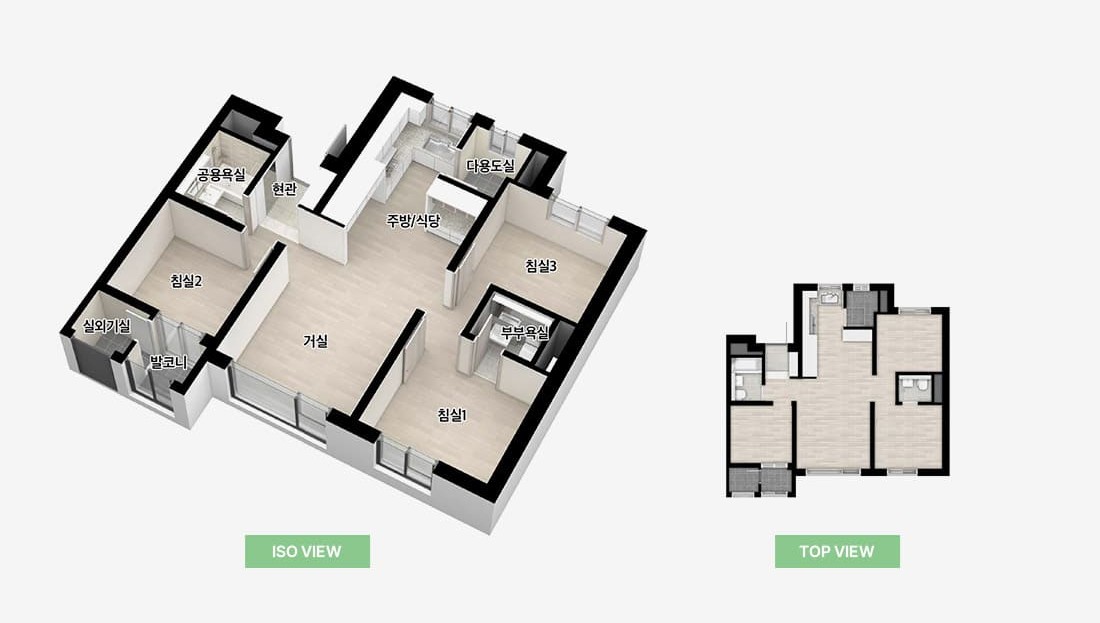 다용도실
공용욕실
현관
주방/식당
침실3
침실2
실외기실
부부욕실
거실
발코니
침실1
ISO VIEW
TOP VIEW